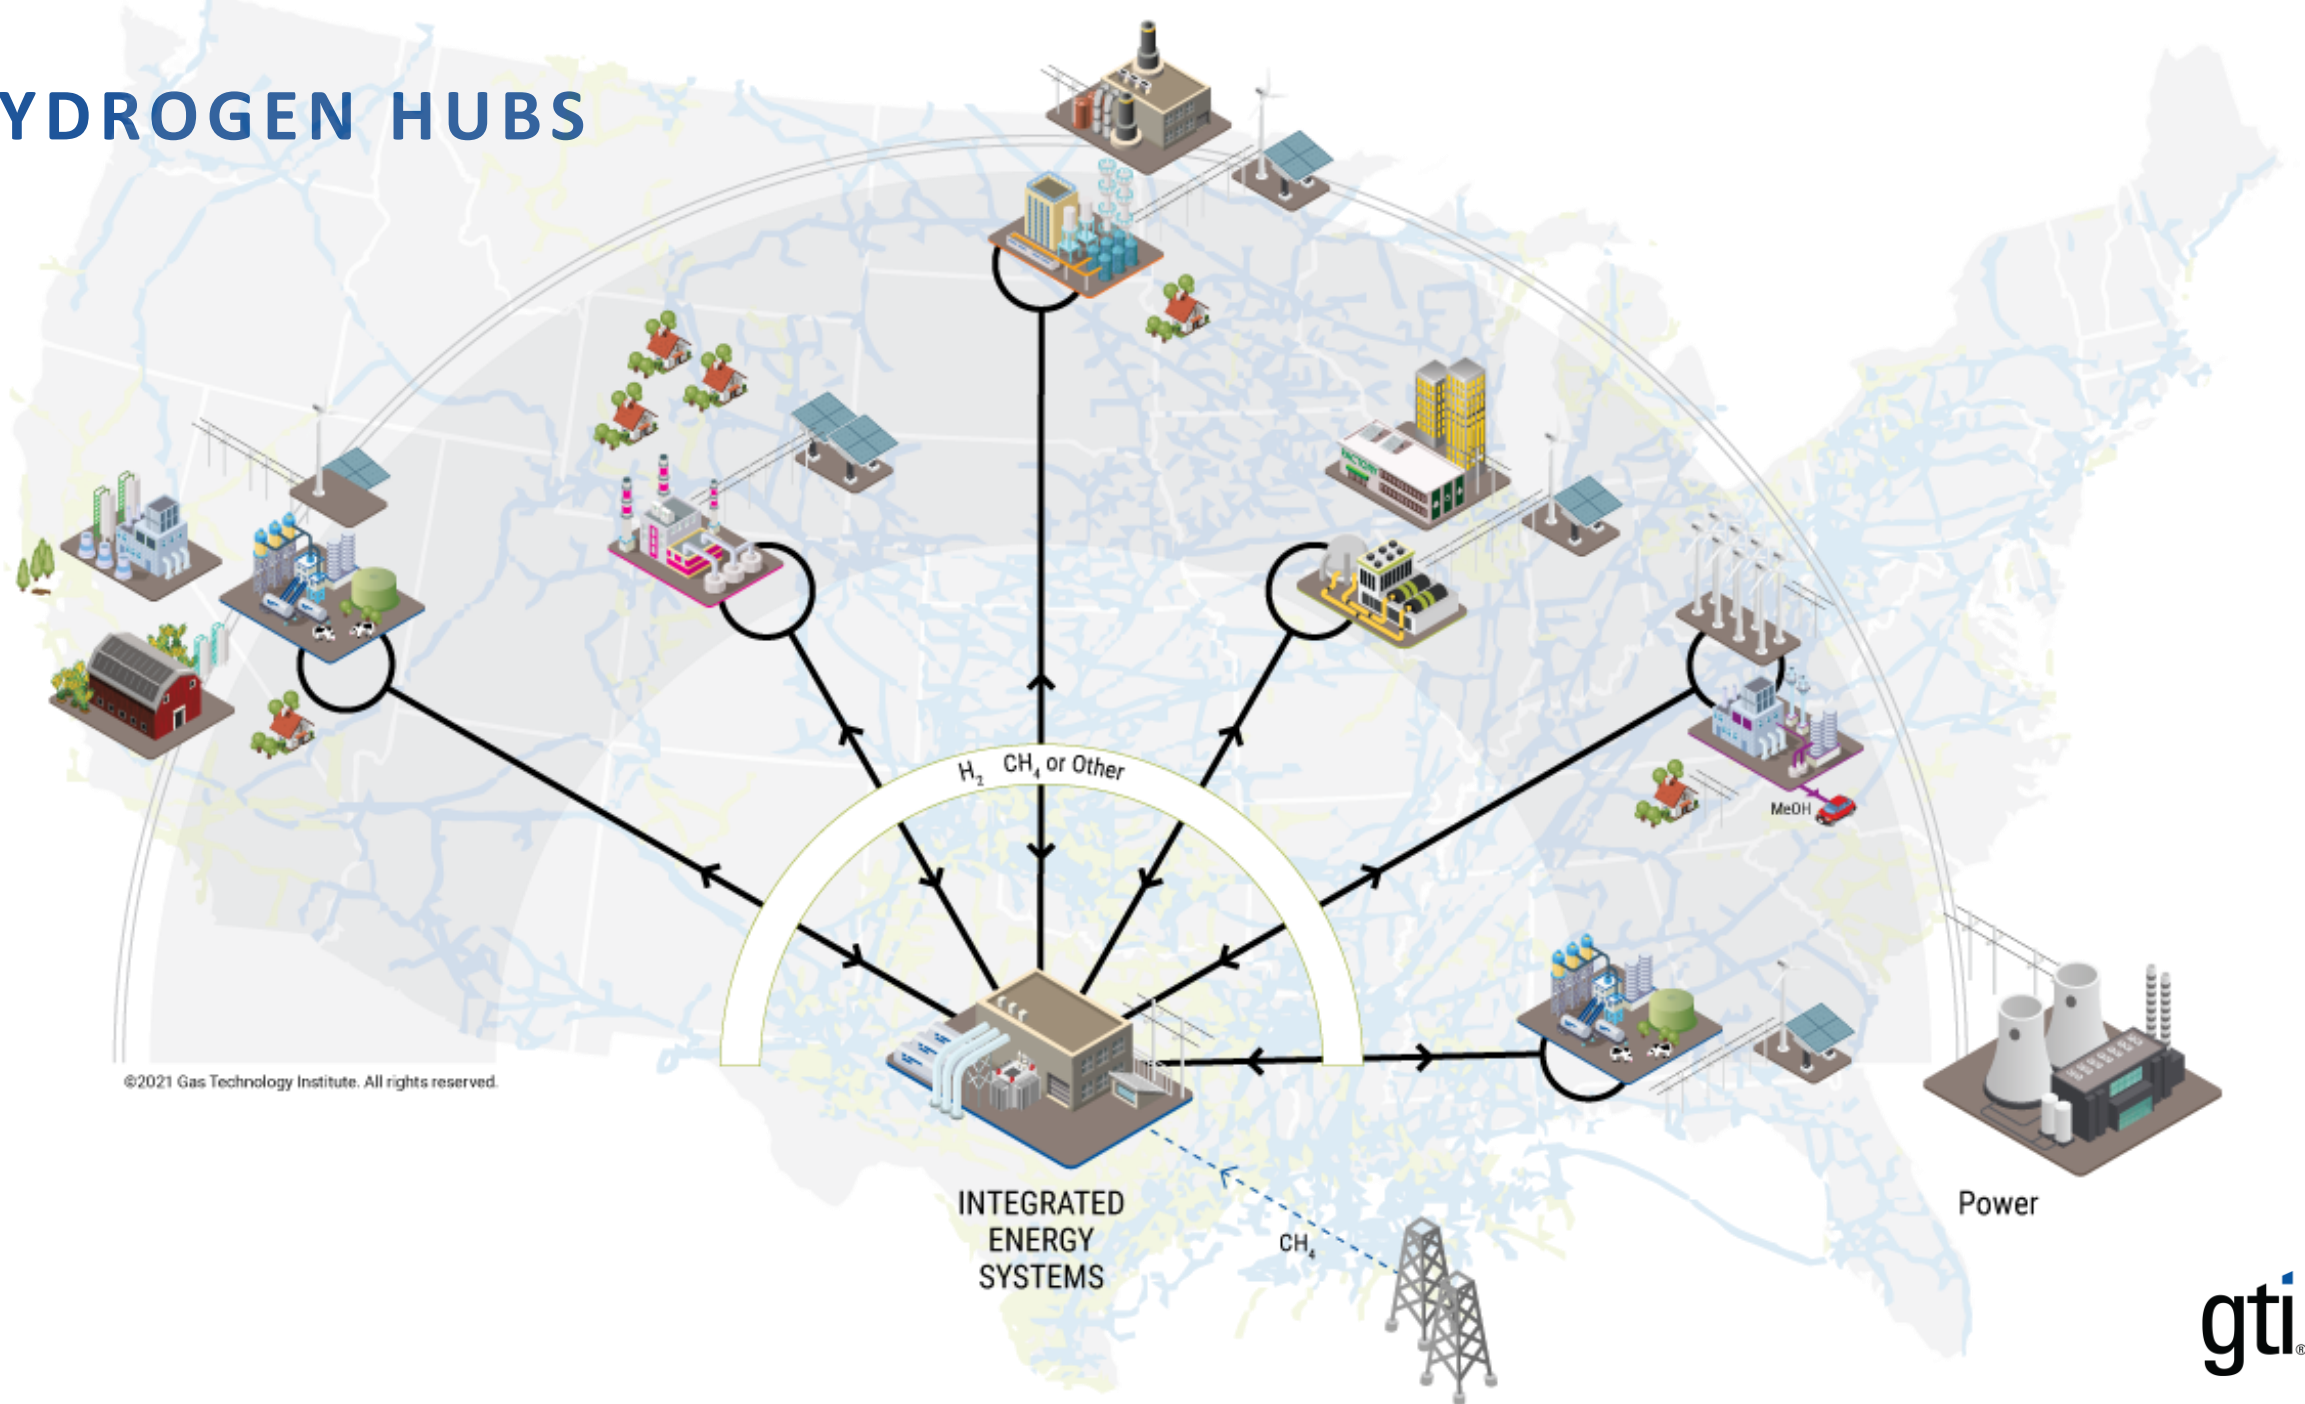 YDROGEN HUBS
FACTORY
H₂ CH₄ or Other
MeOH
©2021 Gas Technology Institute. All rights reserved.
INTEGRATED
ENERGY
SYSTEMS
CH₄
Power
gti®